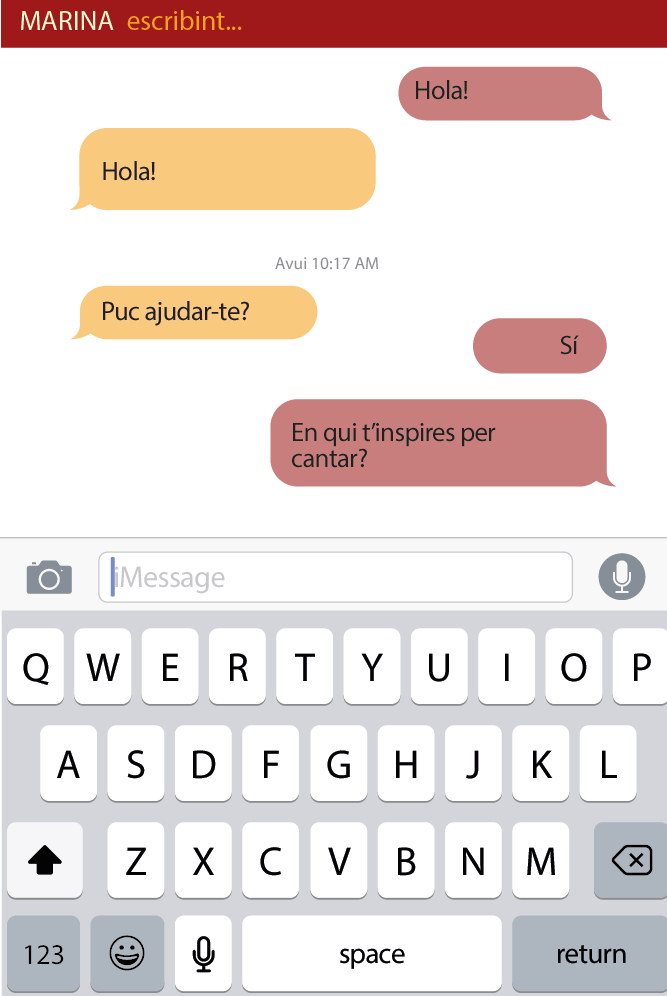 MARINA escribint...
Hola!
Hola!
Avui 10:17 AM
Puc ajudar-te?
Sí
En qui t’inspires per
cantar?
iMessage
Q W E R T Y U I O P
A S D F G H J K L
Z X C V B N M
123 space return